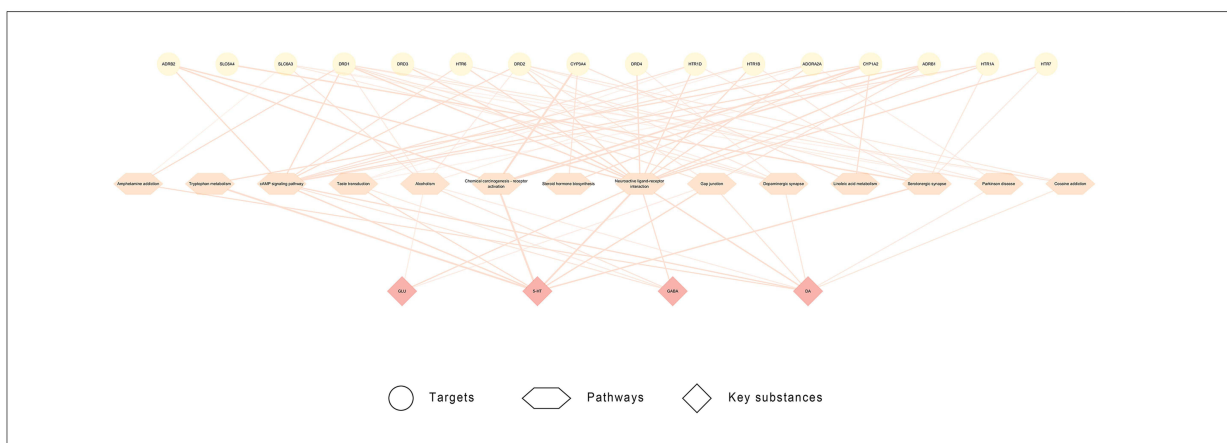 ADRB2 SLC6A4 SLC6A3 DRD1 DRD3 HTR6 DRD2 CYP3A4 DRD4 HTR1D HTR1B ADORA2A CYP1A2 ADRB1 HTR1A HTR7
Amphetamine addiction Tryptophan metabolism cAMP signaling pathway Taste transduction Alcoholism Chemical carcinogenesis - receptor activation Steroid hormone biosynthesis Neuroactive ligand-receptor interaction Gap junction Dopaminergic synapse Linoleic acid metabolism Serotonergic synapse Parkinson disease Cocaine addiction
GLU 5-HT GABA DA
Targets Pathways Key substances